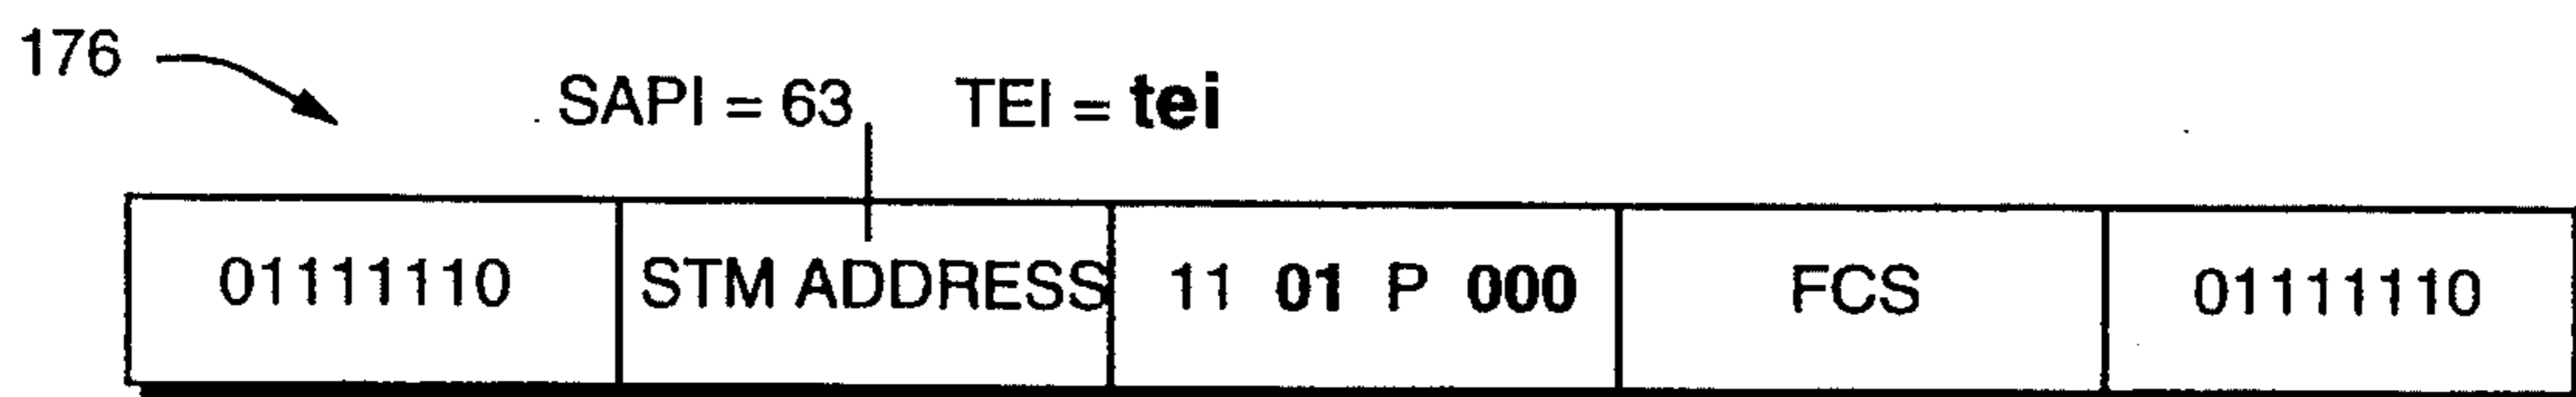 176
SAPI = 63 TEI = tei
01111110 STM ADDRESS 11 01 P 000 FCS 01111110